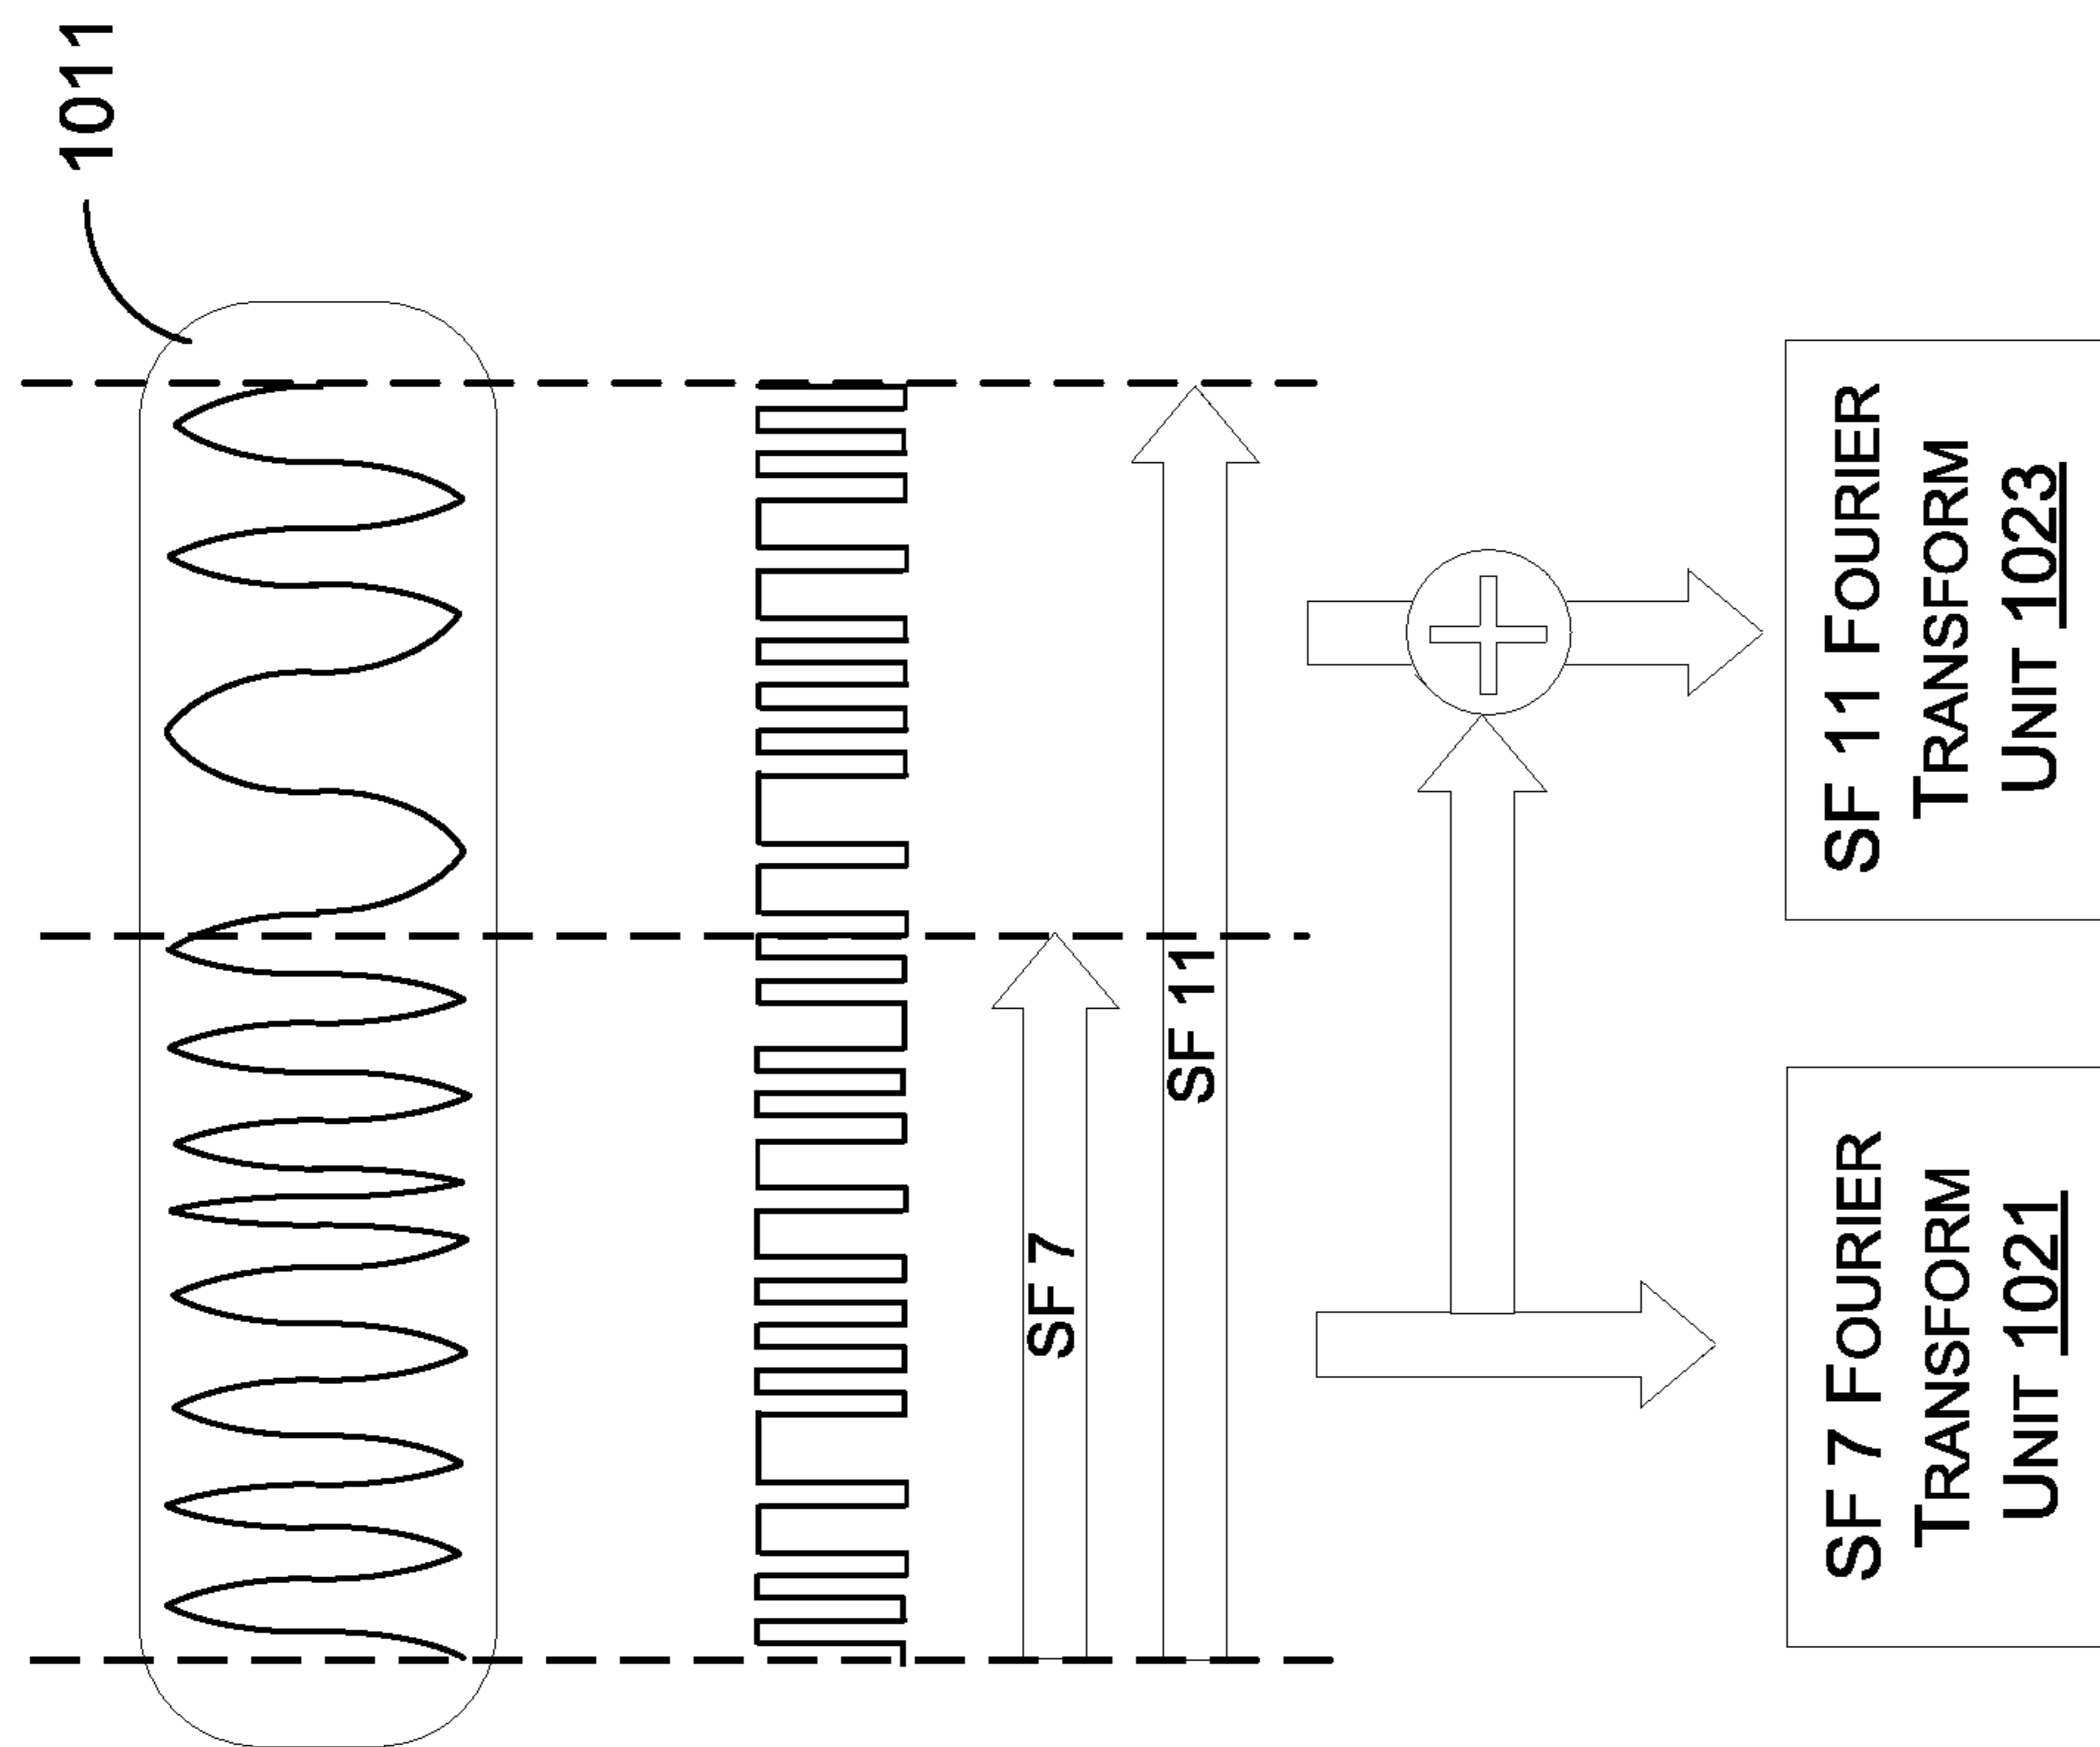 1011
SF 7
SF 11
SF 7 FOURIER
TRANSFORM
UNIT 1021
SF 11 FOURIER
TRANSFORM
UNIT 1023